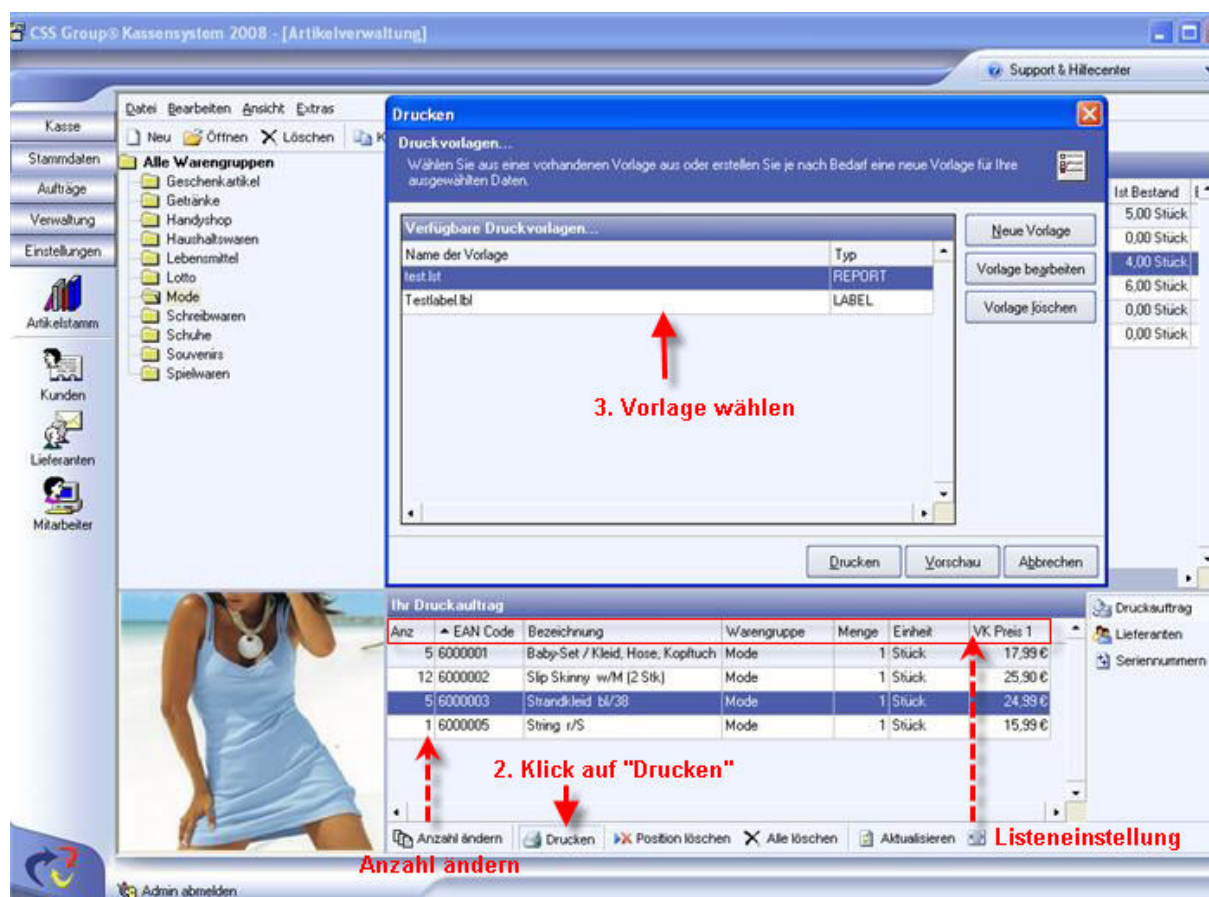 CSS Group® Kassensystem 2008 - [Artikelverwaltung]
Support & Hilfecenter
Kasse
Stammdaten
Aufträge
Verwaltung
Einstellungen
Artikelstamm
Kunden
Lieferanten
Mitarbeiter
Datei Bearbeiten Ansicht Extras
Neu Öffnen Löschen K
Alle Warengruppen
Geschenkartikel
Getränke
Handyshop
Haushaltswaren
Lebensmittel
Lotto
Mode
Schreibwaren
Schuhe
Souvenirs
Spielwaren
Drucken
Druckvorlagen...
Wählen Sie aus einer vorhandenen Vorlage aus oder erstellen Sie je nach Bedarf eine neue Vorlage für Ihre
ausgewählten Daten.
Verfügbare Druckvorlagen...
Name der Vorlage Typ
test.lst REPORT
Testlabel.lbl LABEL
Neue Vorlage
Vorlage bearbeiten
Vorlage löschen
3. Vorlage wählen
Drucken Vorschau Abbrechen
Ist Bestand
5,00 Stück
0,00 Stück
4,00 Stück
6,00 Stück
0,00 Stück
0,00 Stück
Ihr Druckauftrag
Anz EAN Code Bezeichnung Warengruppe Menge Einheit VK Preis 1
5 6000001 Baby-Set / Kleid, Hose, Kopftuch Mode 1 Stück 17,99 €
12 6000002 Slip Skinny w/M (2 Stk) Mode 1 Stück 25,90 €
5 6000003 Strandkleid bl/38 Mode 1 Stück 24,99 €
1 6000005 String r/S Mode 1 Stück 15,99 €
Druckauftrag
Lieferanten
Seriennummern
2. Klick auf "Drucken"
Anzahl ändern Drucken Position löschen Alle löschen Aktualisieren
Listeneinstellung
Anzahl ändern
Admin abmelden